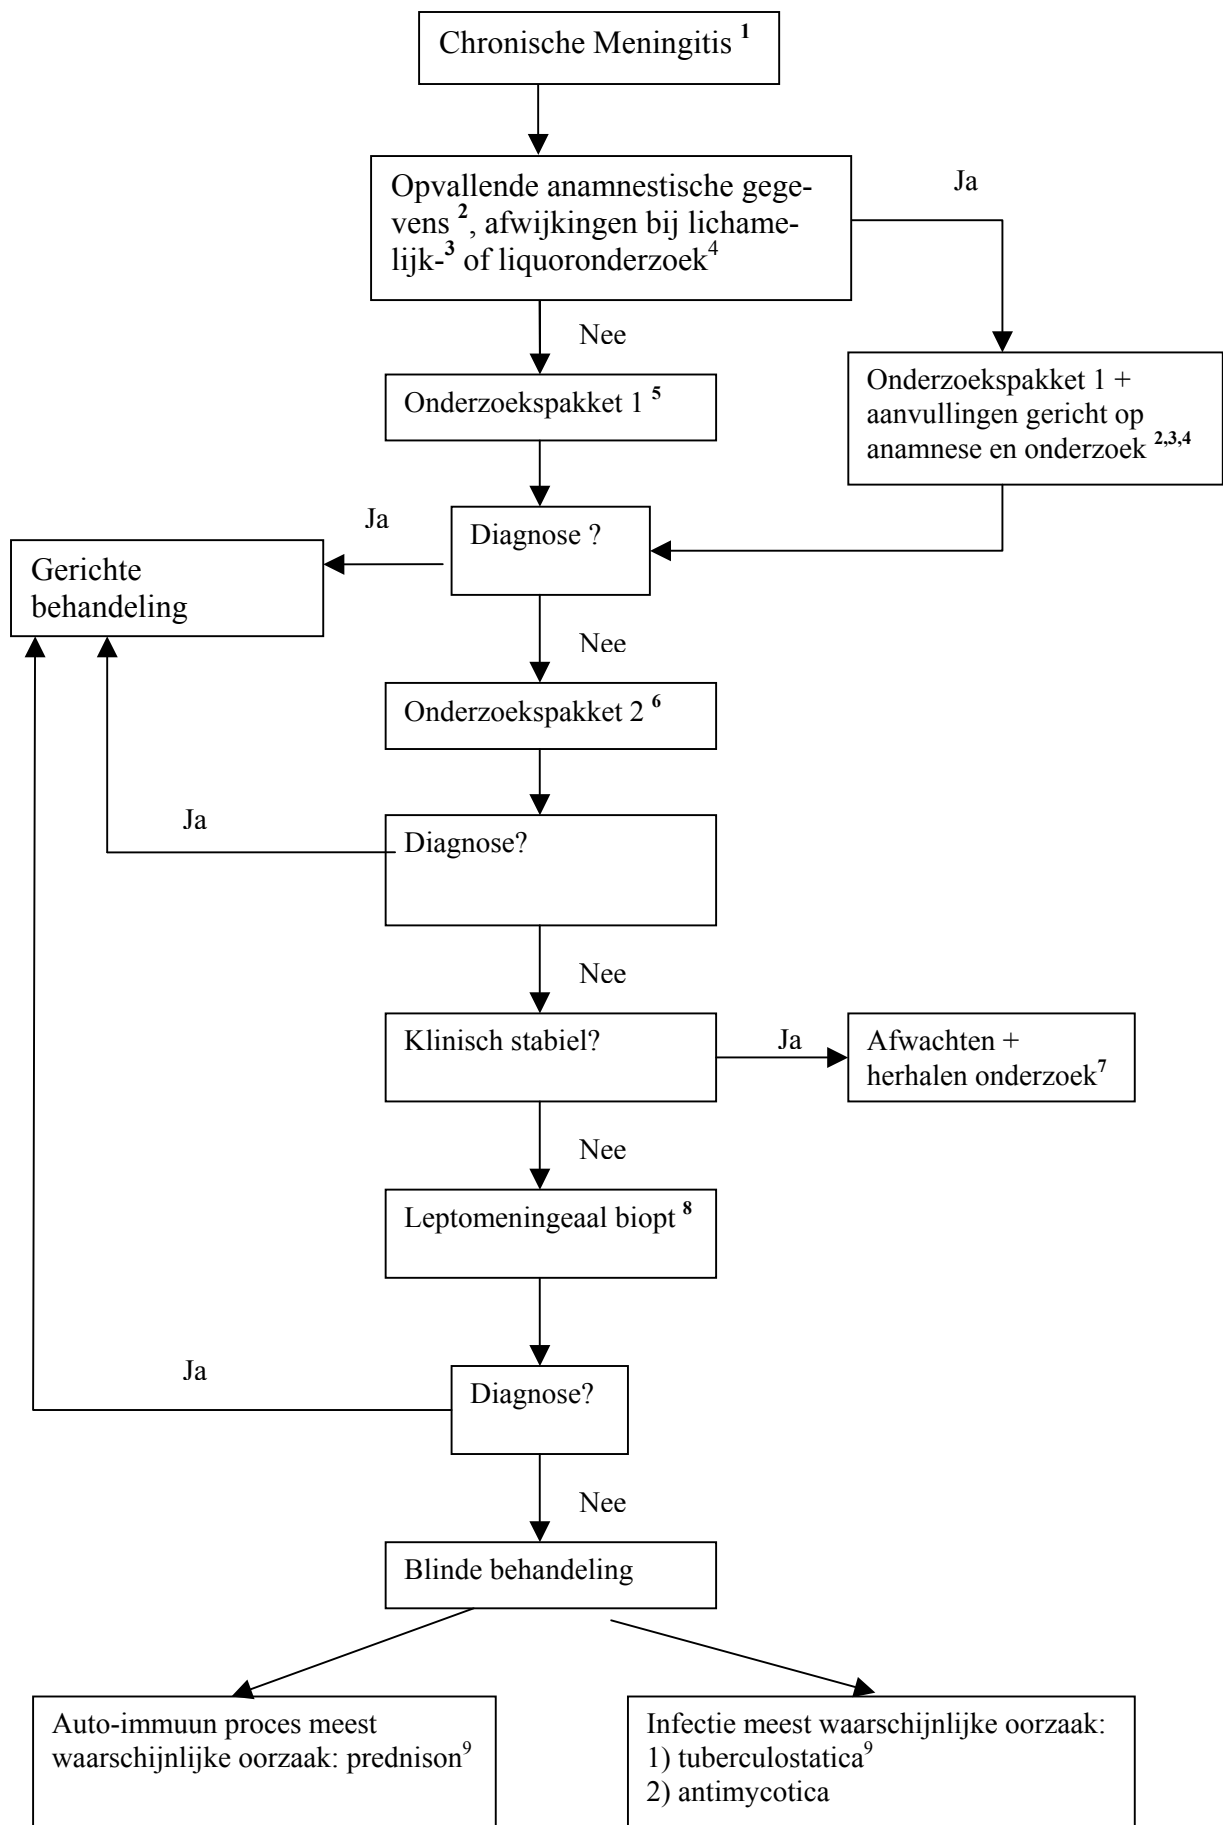 Chronische Meningitis 1
Opvallende anamnestische gege-
vens 2, afwijkingen bij lichame-
lijk-3 of liquoronderzoek4
Ja
Nee
Onderzoekspakket 1 5
Onderzoekspakket 1 +
aanvullingen gericht op
anamnese en onderzoek 2,3,4
Diagnose ?
Ja
Gerichte
behandeling
Nee
Onderzoekspakket 2 6
Ja
Diagnose?
Nee
Klinisch stabiel?
Ja
Afwachten +
herhalen onderzoek7
Nee
Leptomeningeaal biopt 8
Ja
Diagnose?
Nee
Blinde behandeling
Auto-immuun proces meest
waarschijnlijke oorzaak: prednison9
Infectie meest waarschijnlijke oorzaak:
1) tuberculostatica9
2) antimycotica